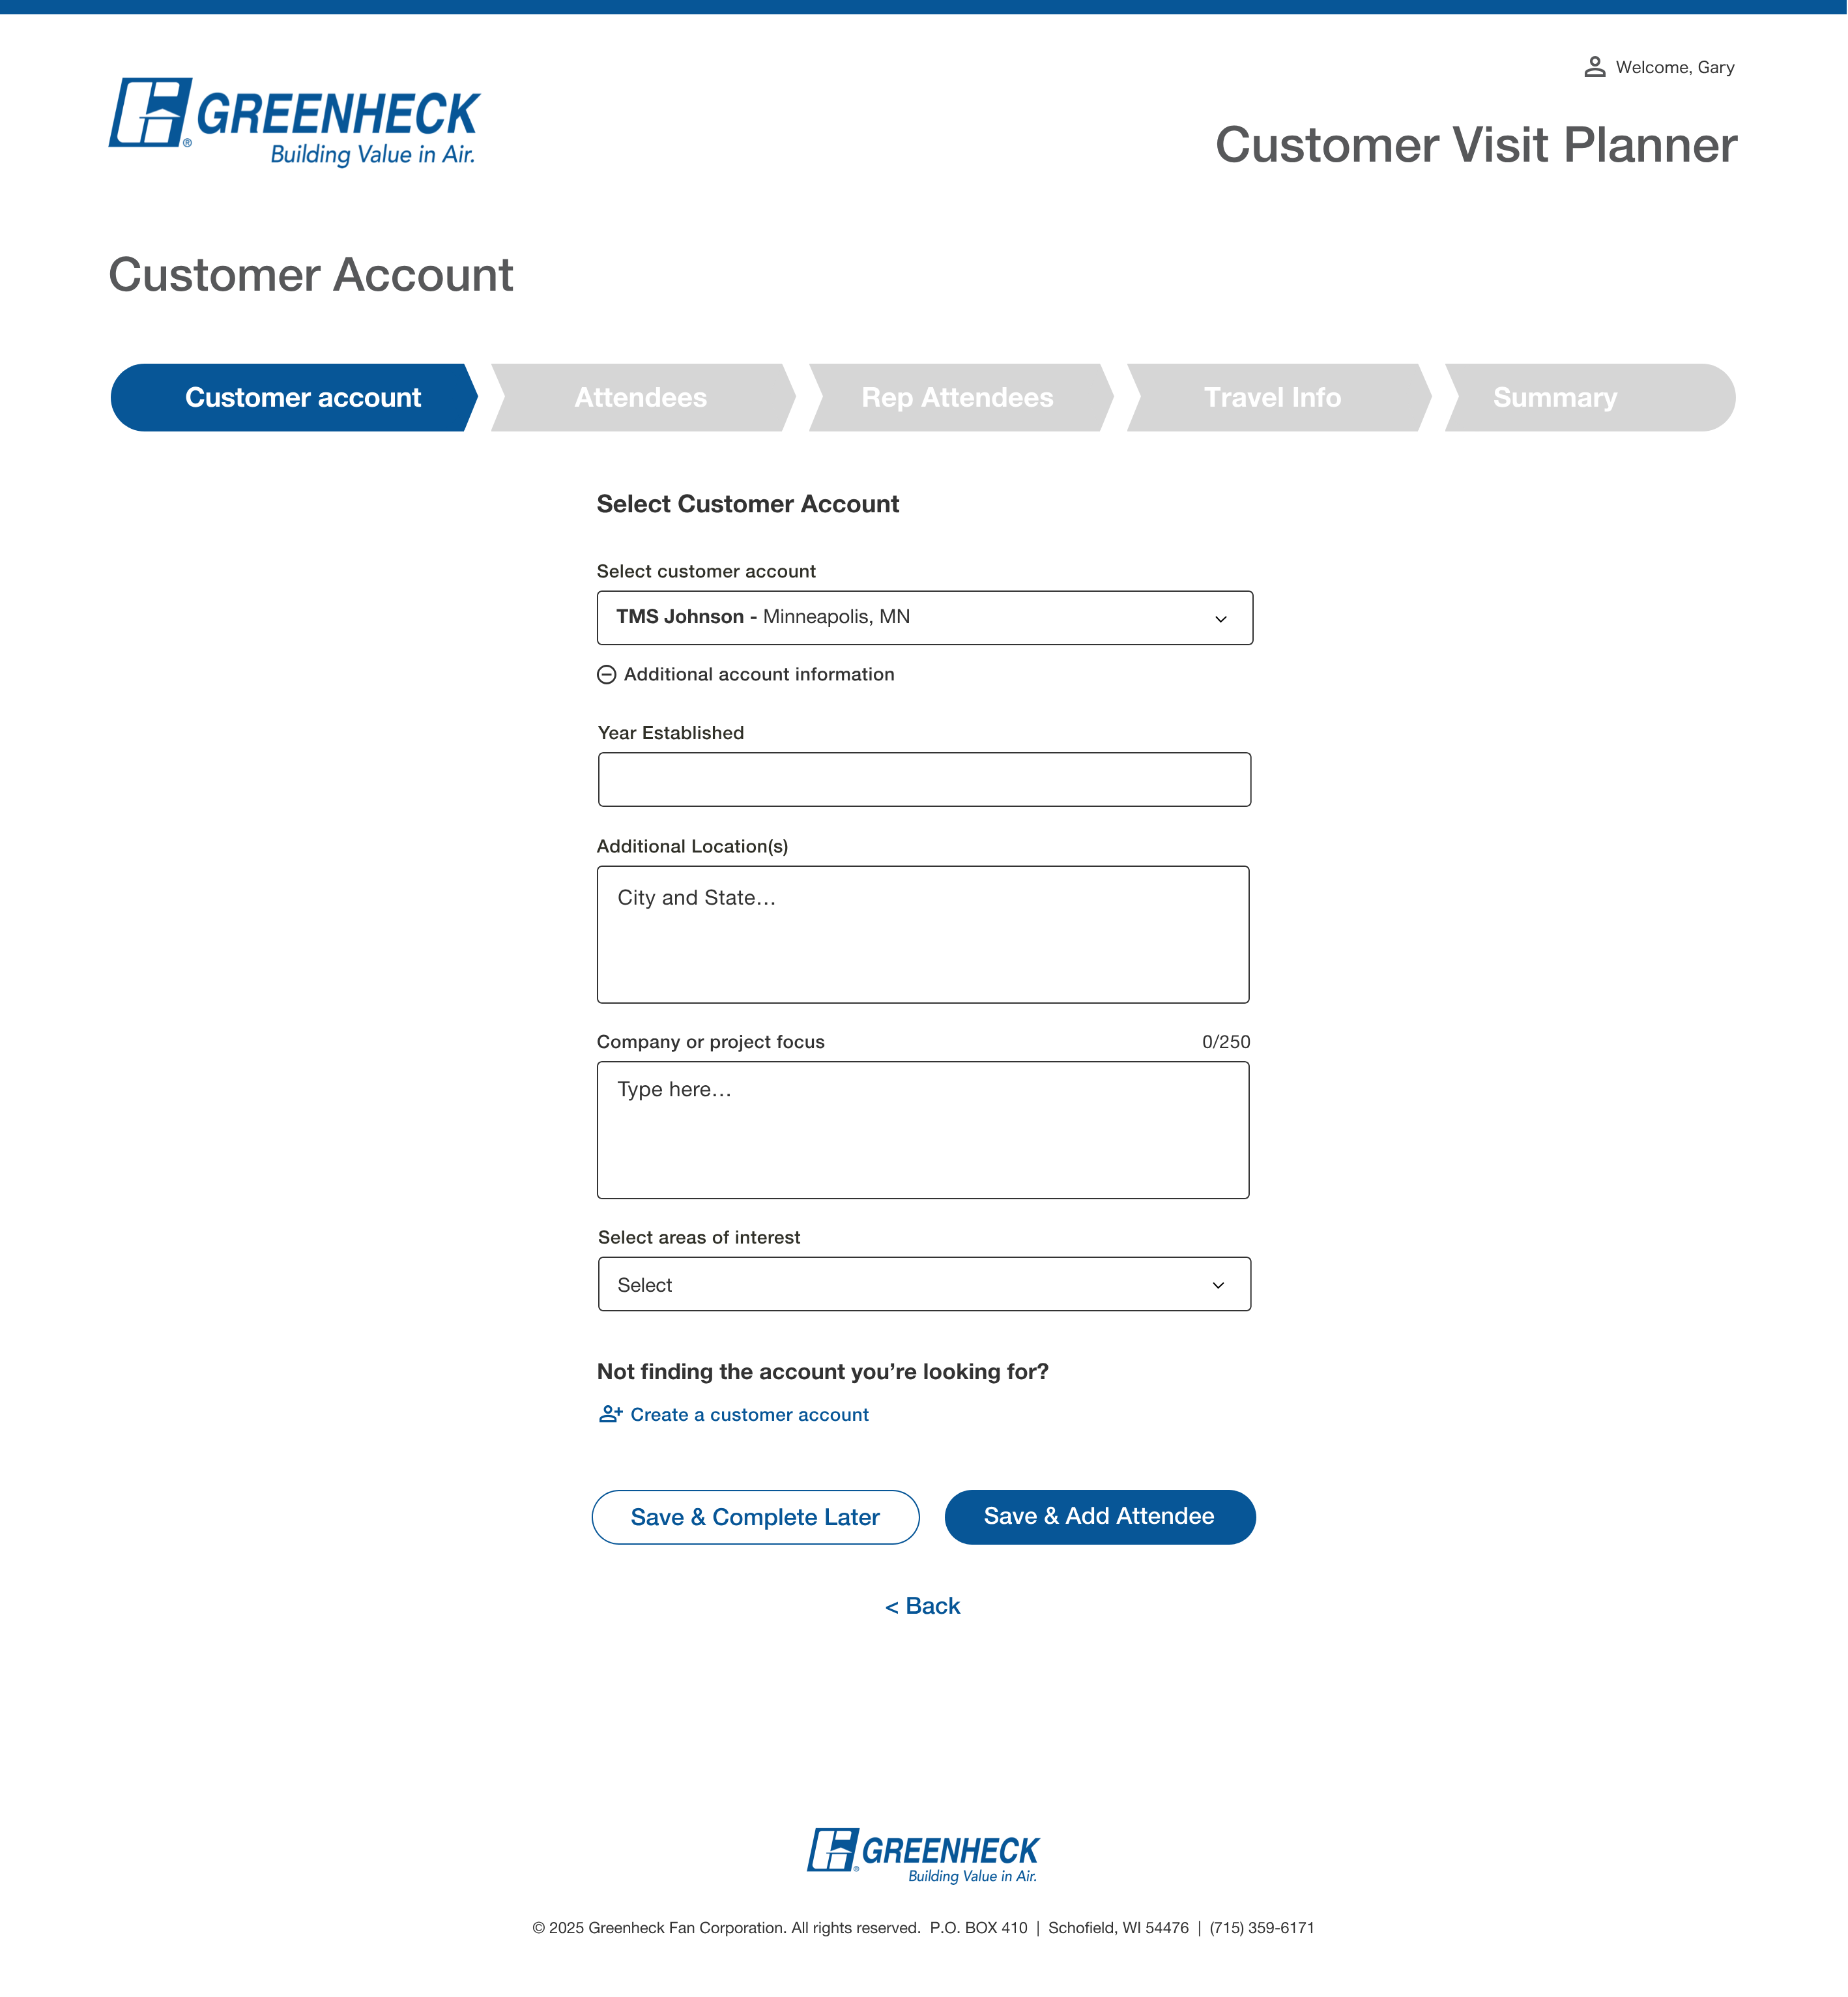 Welcome, Gary
GREENHECK®
Building Value in Air.
Customer Visit Planner
Customer Account
Customer account
Attendees
Rep Attendees
Travel Info
Summary
Select Customer Account
Select customer account
TMS Johnson - Minneapolis, MN
Additional account information
Year Established
Additional Location(s)
City and State...
Company or project focus 0/250
Type here...
Select areas of interest
Select
Not finding the account you’re looking for?
Create a customer account
Save & Complete Later
Save & Add Attendee
< Back
GREENHECK®
Building Value in Air.
© 2025 Greenheck Fan Corporation. All rights reserved. P.O. BOX 410 | Schofield, WI 54476 | (715) 359-6171